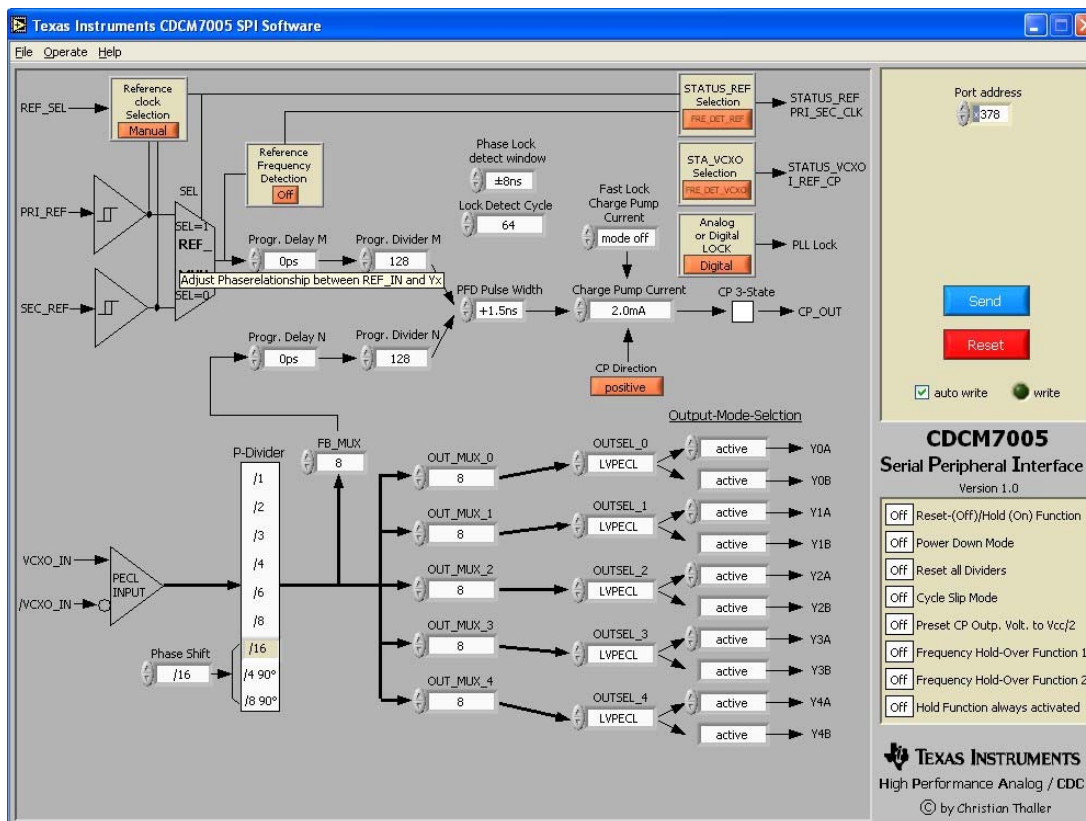 Texas Instruments CDCM7005 SPI Software
File Operate Help
REF_SEL
Reference
clock
Selection
Manual
STATUS_REF
Selection
FRE_DET_REF
STATUS_REF
PRI_SEC_CLK
Port address
378
Reference
Frequency
Detection
Off
Phase Lock
detect window
±8ns
Lock Detect Cycle
64
STA_VCXO
Selection
FRE_DET_VCXO
STATUS_VCXO
I_REF_CP
Fast Lock
Charge Pump
Current
mode off
Analog
or Digital
LOCK
Digital
PLL Lock
PRI_REF
SEL
SEL=1
REF_
SEL=0
SEC_REF
Progr. Delay M
0ps
Progr. Divider M
128
Adjust Phaserelationship between REF_IN and Yx
PFD Pulse Width
+1.5ns
Charge Pump Current
2.0mA
CP 3-State
CP_OUT
Progr. Delay N
0ps
Progr. Divider N
128
CP Direction
positive
Send
Reset
auto write
write
CDCM7005
Serial Peripheral Interface
Version 1.0
Output-Mode-Selction
P-Divider
/1
/2
/3
/4
/6
/8
/16
/4 90°
/8 90°
FB_MUX
8
VCXO_IN
/VCXO_IN
PECL
INPUT
Phase Shift
/16
OUT_MUX_0
8
OUTSEL_0
LVPECL
active
Y0A
active
Y0B
OUT_MUX_1
8
OUTSEL_1
LVPECL
active
Y1A
active
Y1B
OUT_MUX_2
8
OUTSEL_2
LVPECL
active
Y2A
active
Y2B
OUT_MUX_3
8
OUTSEL_3
LVPECL
active
Y3A
active
Y3B
OUT_MUX_4
8
OUTSEL_4
LVPECL
active
Y4A
active
Y4B
Off Reset-(Off)/Hold (On) Function
Off Power Down Mode
Off Reset all Dividers
Off Cycle Slip Mode
Off Preset CP Outp. Volt. to Vcc/2
Off Frequency Hold-Over Function 1
Off Frequency Hold-Over Function 2
Off Hold Function always activated
TEXAS INSTRUMENTS
High Performance Analog / CDC
© by Christian Thaller